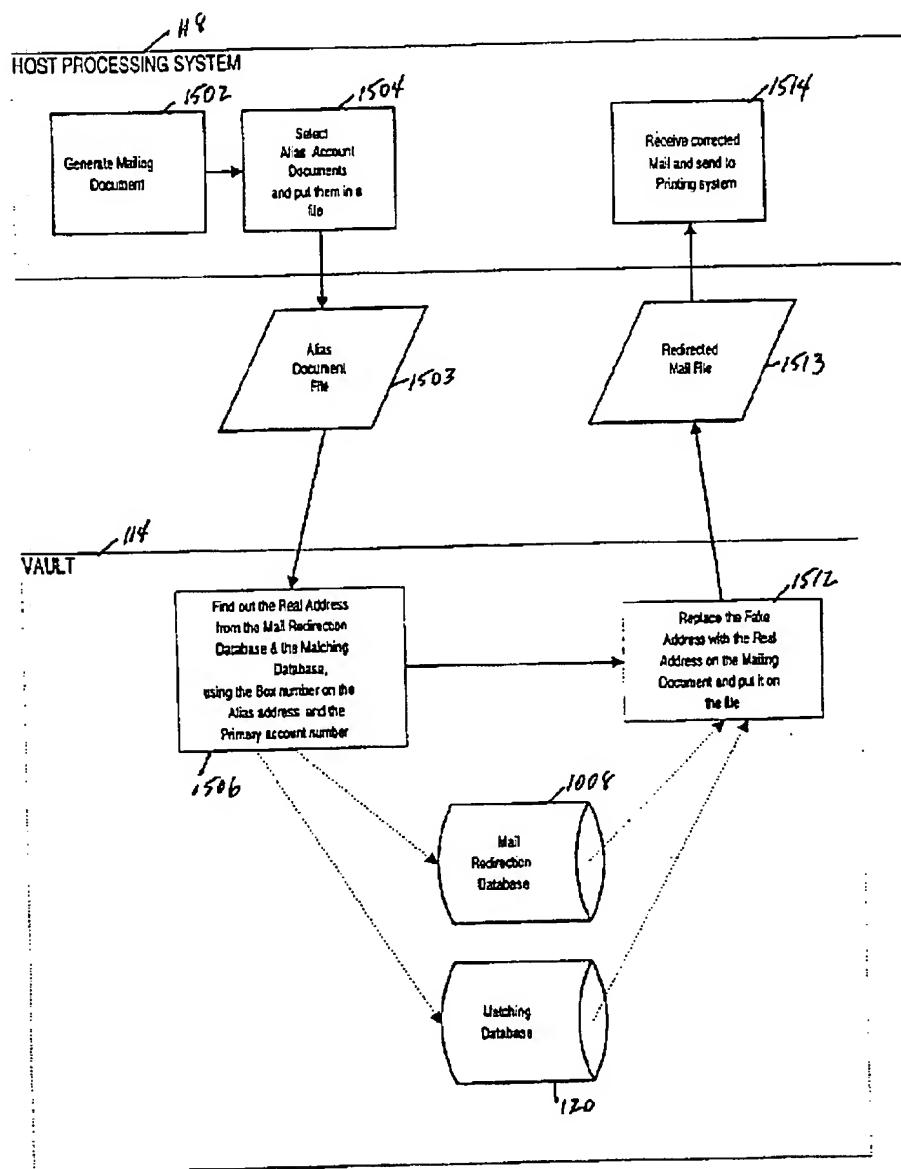 118
HOST PROCESSING SYSTEM
1502
Generate Mailing
Document
1504
Select
Alias Account
Documents
and put them in a
file
1514
Receive corrected
Mail and send to
Printing system
Alias
Document
File
1503
Redirected
Mail File
1513
114
VAULT
Find out the Real Address
from the Mail Redirection
Database & the Matching
Database,
using the Box number on the
Alias address and the
Primary account number
1506
1512
Replace the Fake
Address with the Real
Address on the Mailing
Document and put it on
the file
1008
Mail
Redirection
Database
Matching
Database
120